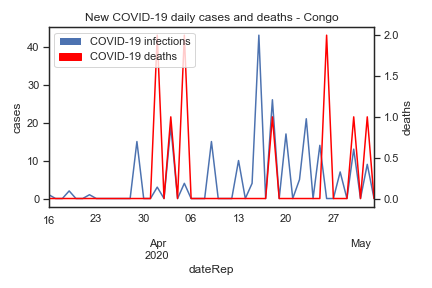 New COVID-19 daily cases and deaths - Congo
COVID-19 infections
COVID-19 deaths
cases
40
30
20
10
0
deaths
2.0
1.5
1.0
0.5
0.0
16 23 30 06 13 20 27
Apr May
2020
dateRep